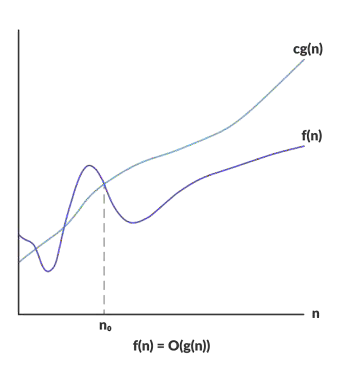 cg(n)
f(n)
n
n₀
f(n) = O(g(n))